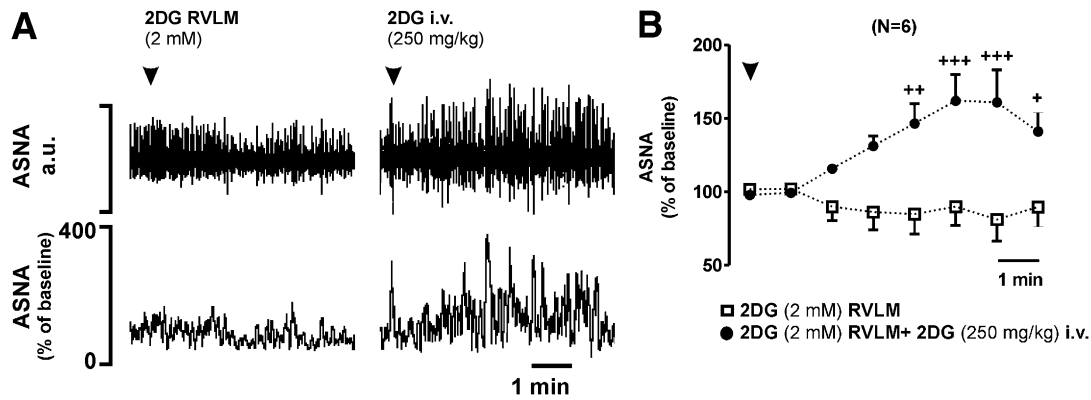 A
2DG RVLM
(2 mM)
2DG i.v.
(250 mg/kg)
ASNA
a.u.
400
ASNA
(% of baseline)
0
1 min
B
(N=6)
200
150
100
50
ASNA
(% of baseline)
++
+++
+++
+
1 min
2DG (2 mM) RVLM
2DG (2 mM) RVLM+ 2DG (250 mg/kg) i.v.